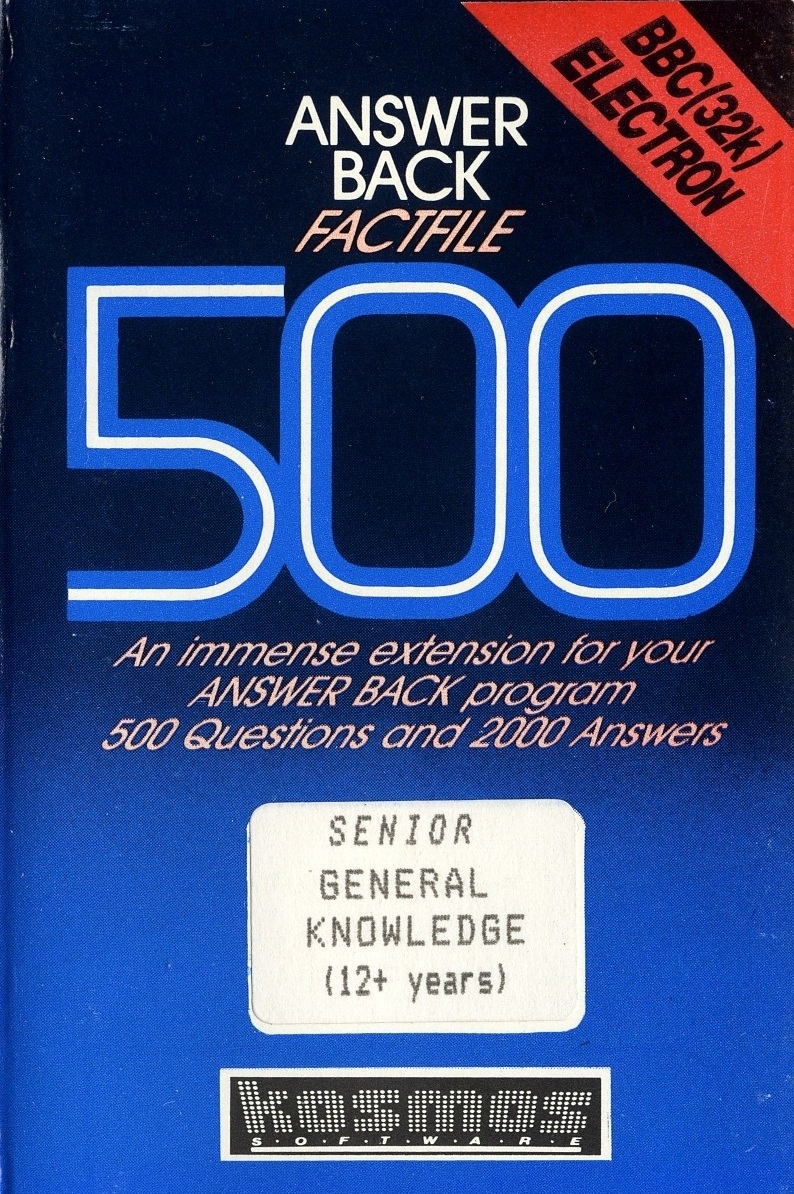 BBC(32k)
ELECTRON
ANSWER
BACK
FACTFILE
500
An immense extension for your
ANSWER BACK program
500 Questions and 2000 Answers
SENIOR
GENERAL
KNOWLEDGE
(12+ years)
kosmos
S·O·F·T·W·A·R·E